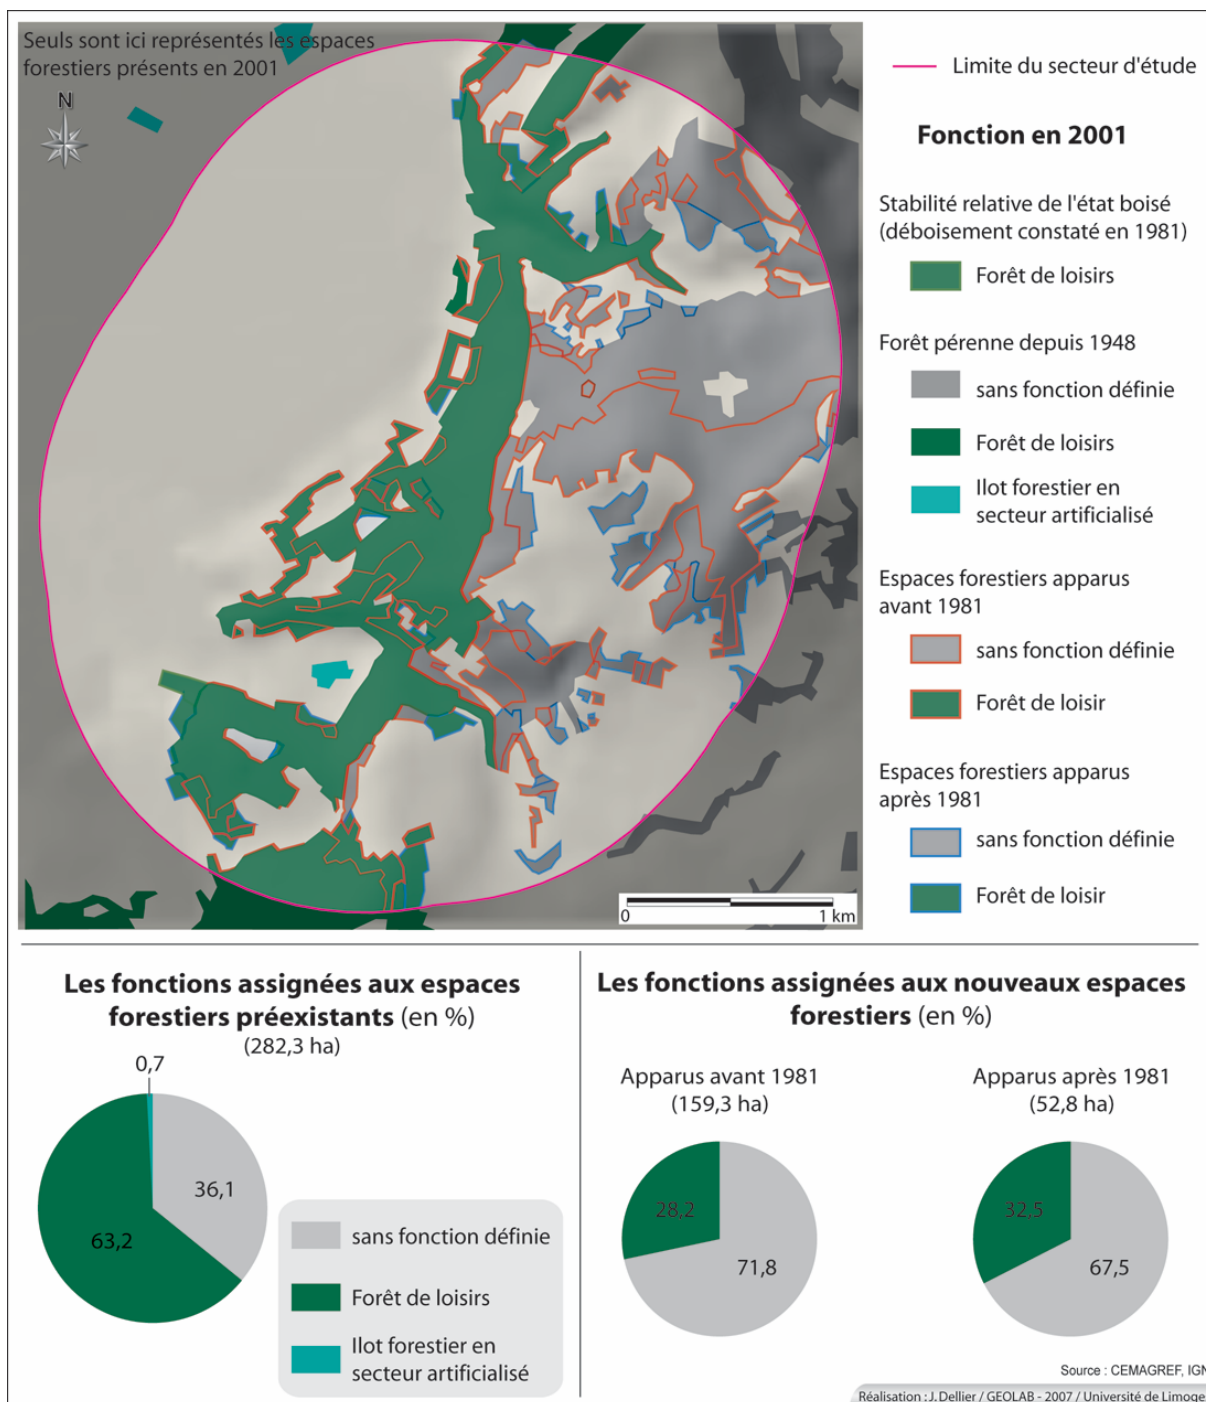 Seuls sont ici représentés les espaces
forestiers présents en 2001
N
0
1 km
Limite du secteur d'étude
Fonction en 2001
Stabilité relative de l'état boisé
(déboisement constaté en 1981)
Forêt de loisirs
Forêt pérenne depuis 1948
sans fonction définie
Forêt de loisirs
Ilot forestier en
secteur artificialisé
Espaces forestiers apparus
avant 1981
sans fonction définie
Forêt de loisir
Espaces forestiers apparus
après 1981
sans fonction définie
Forêt de loisir
Les fonctions assignées aux espaces
forestiers préexistants (en %)
(282,3 ha)
0,7
36,1
63,2
sans fonction définie
Forêt de loisirs
Ilot forestier en
secteur artificialisé
Les fonctions assignées aux nouveaux espaces
forestiers (en %)
Apparus avant 1981
(159,3 ha)
28,2
71,8
Apparus après 1981
(52,8 ha)
32,5
67,5
Source : CEMAGREF, IGN
Réalisation : J. Dellier / GEOLAB - 2007 / Université de Limoge